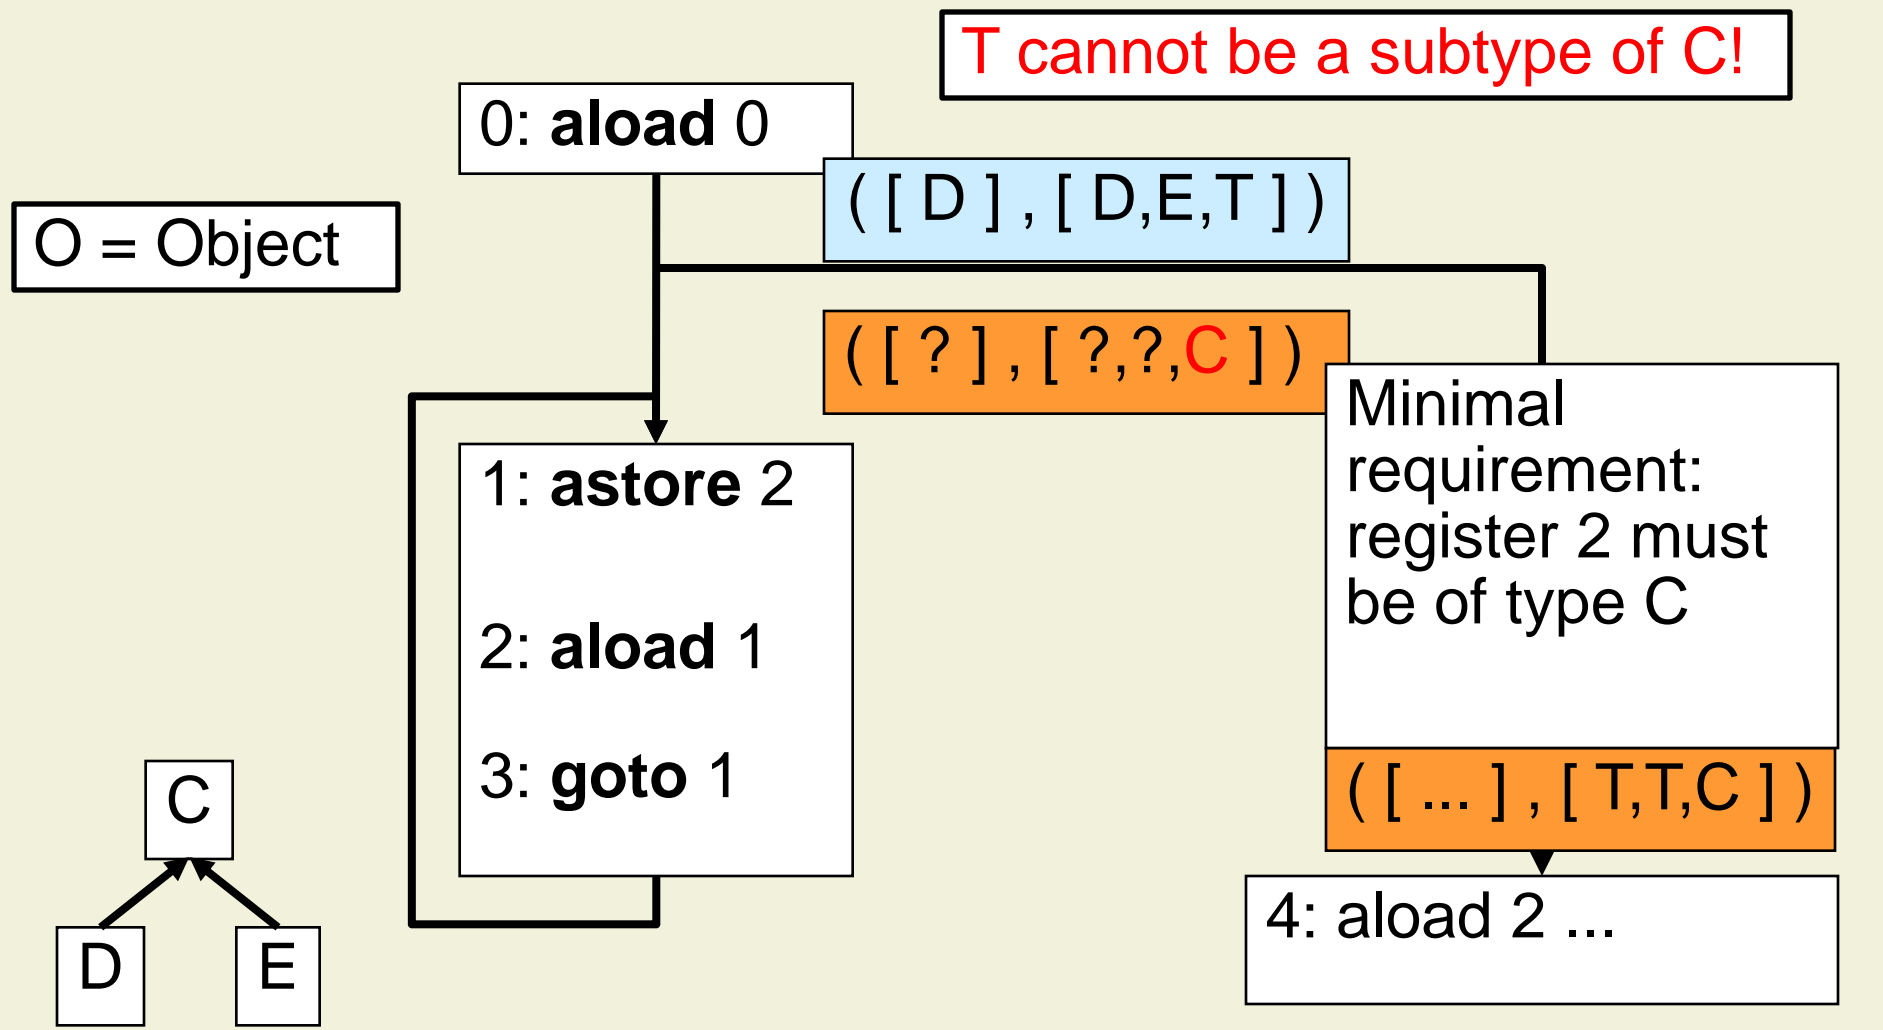 T cannot be a subtype of C!
0: aload 0
( [ D ] , [ D,E,T ] )
O = Object
( [ ? ] , [ ?,?,C ] )
Minimal
requirement:
register 2 must
be of type C
1: astore 2
2: aload 1
3: goto 1
( [ ... ] , [ T,T,C ] )
4: aload 2 ...
C
D
E